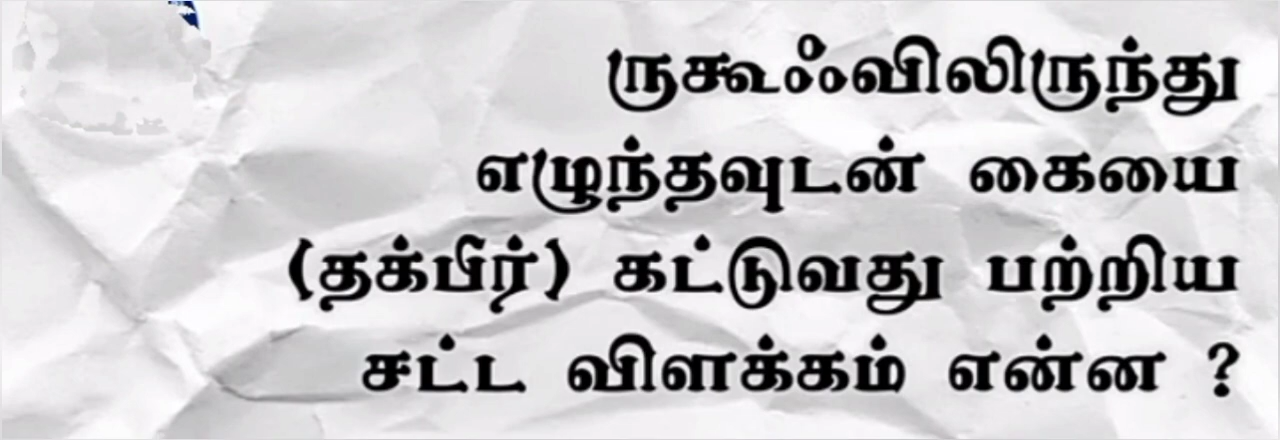 ருகூஃவிலிருந்து
எழுந்தவுடன் கையை
(தக்பீர்) கட்டுவது பற்றிய
சட்ட விளக்கம் என்ன ?